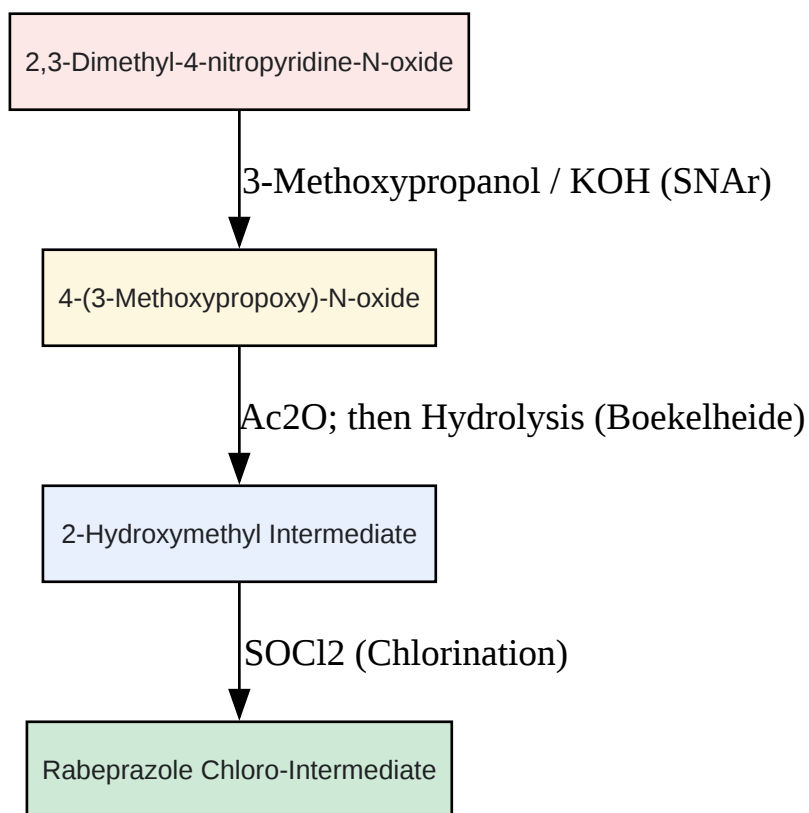 2,3-Dimethyl-4-nitropyridine-N-oxide
3-Methoxypropanol / KOH (SNAr)
4-(3-Methoxypropoxy)-N-oxide
Ac2O; then Hydrolysis (Boekelheide)
2-Hydroxymethyl Intermediate
SOCl2 (Chlorination)
Rabeprazole Chloro-Intermediate